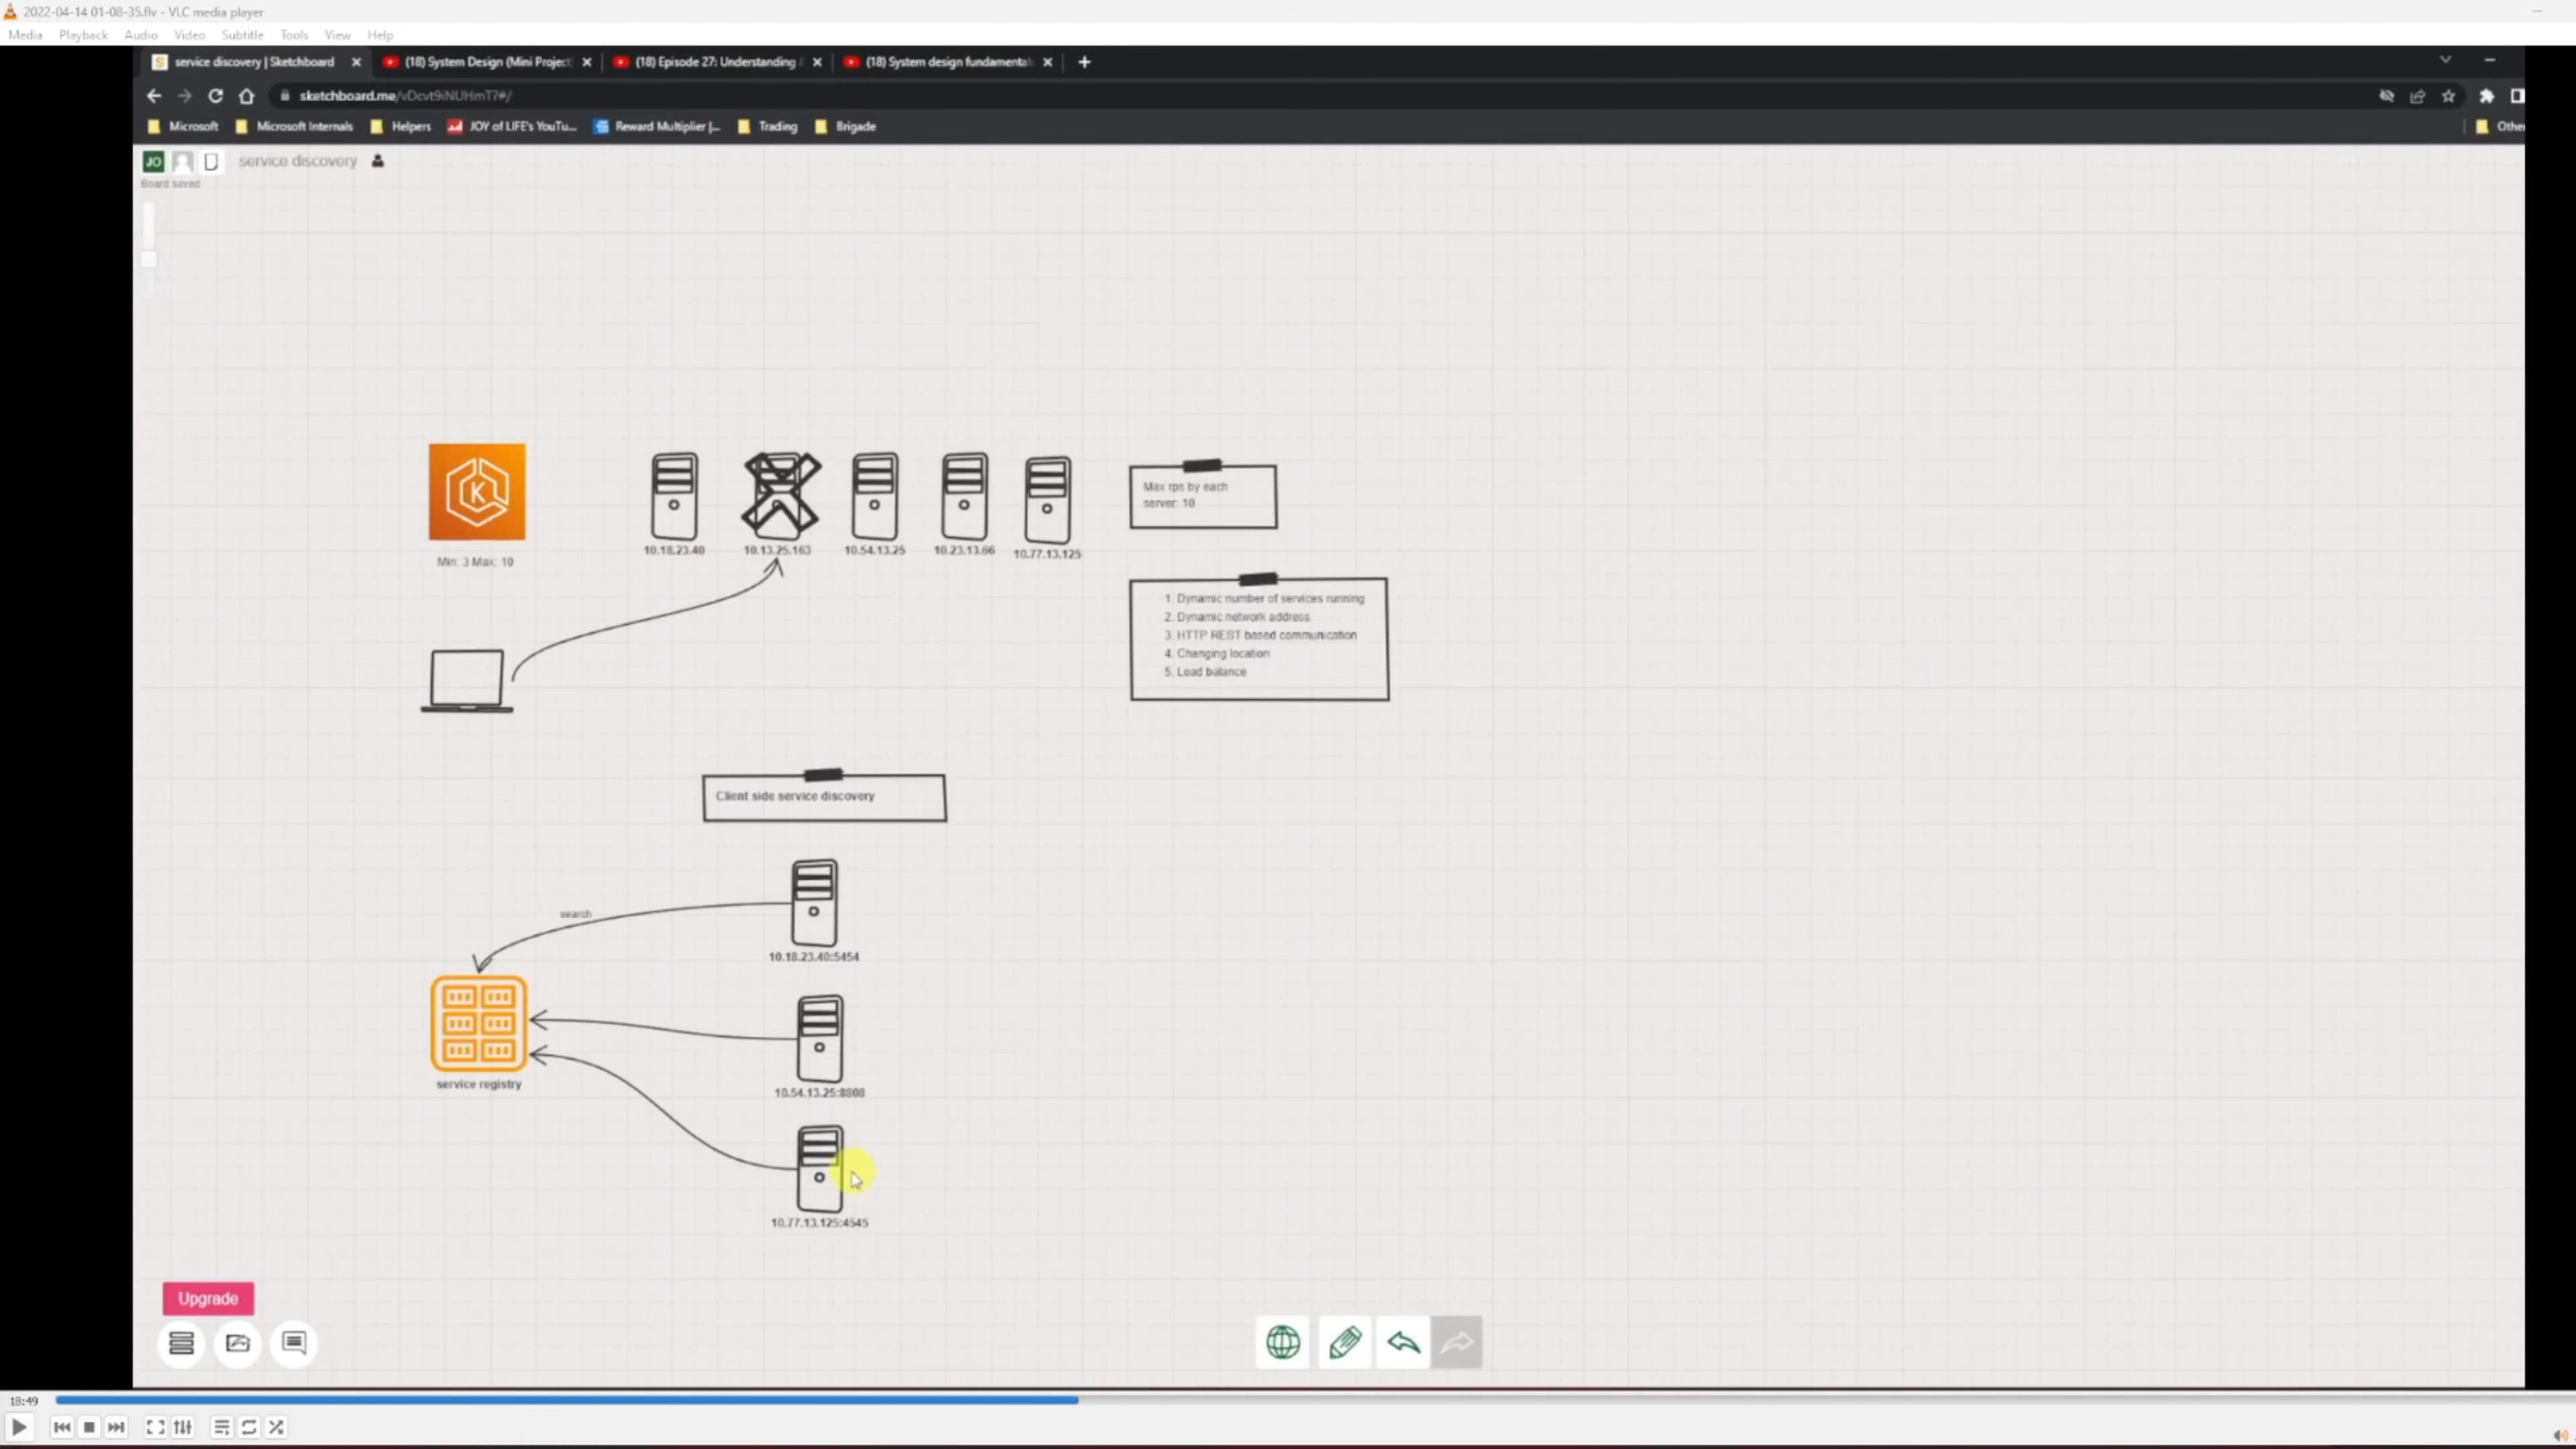 2022-04-14 01-08-35.flv - VLC media player
Media Playback Audio Video Subtitle Tools View Help
service discovery | Sketchboard
(18) System Design (Mini Project
(18) Episode 27: Understanding
(18) System design fundamental
sketchboard.me/vDcvt9iNUHmT?#/
Microsoft Microsoft Internals Helpers JOY of LIFE's YouTu... Reward Multiplier |... Trading Brigade Other
JO service discovery
Board saved
K
Min: 3 Max: 10
10.18.23.40
10.13.25.163
10.54.13.25
10.23.13.66
10.77.13.125
Max rps by each
server: 10
1. Dynamic number of services running
2. Dynamic network address
3. HTTP REST based communication
4. Changing location
5. Load balance
Client side service discovery
search
10.18.23.40:5454
service registry
10.54.13.25:8808
10.77.13.125:4545
Upgrade
18:49